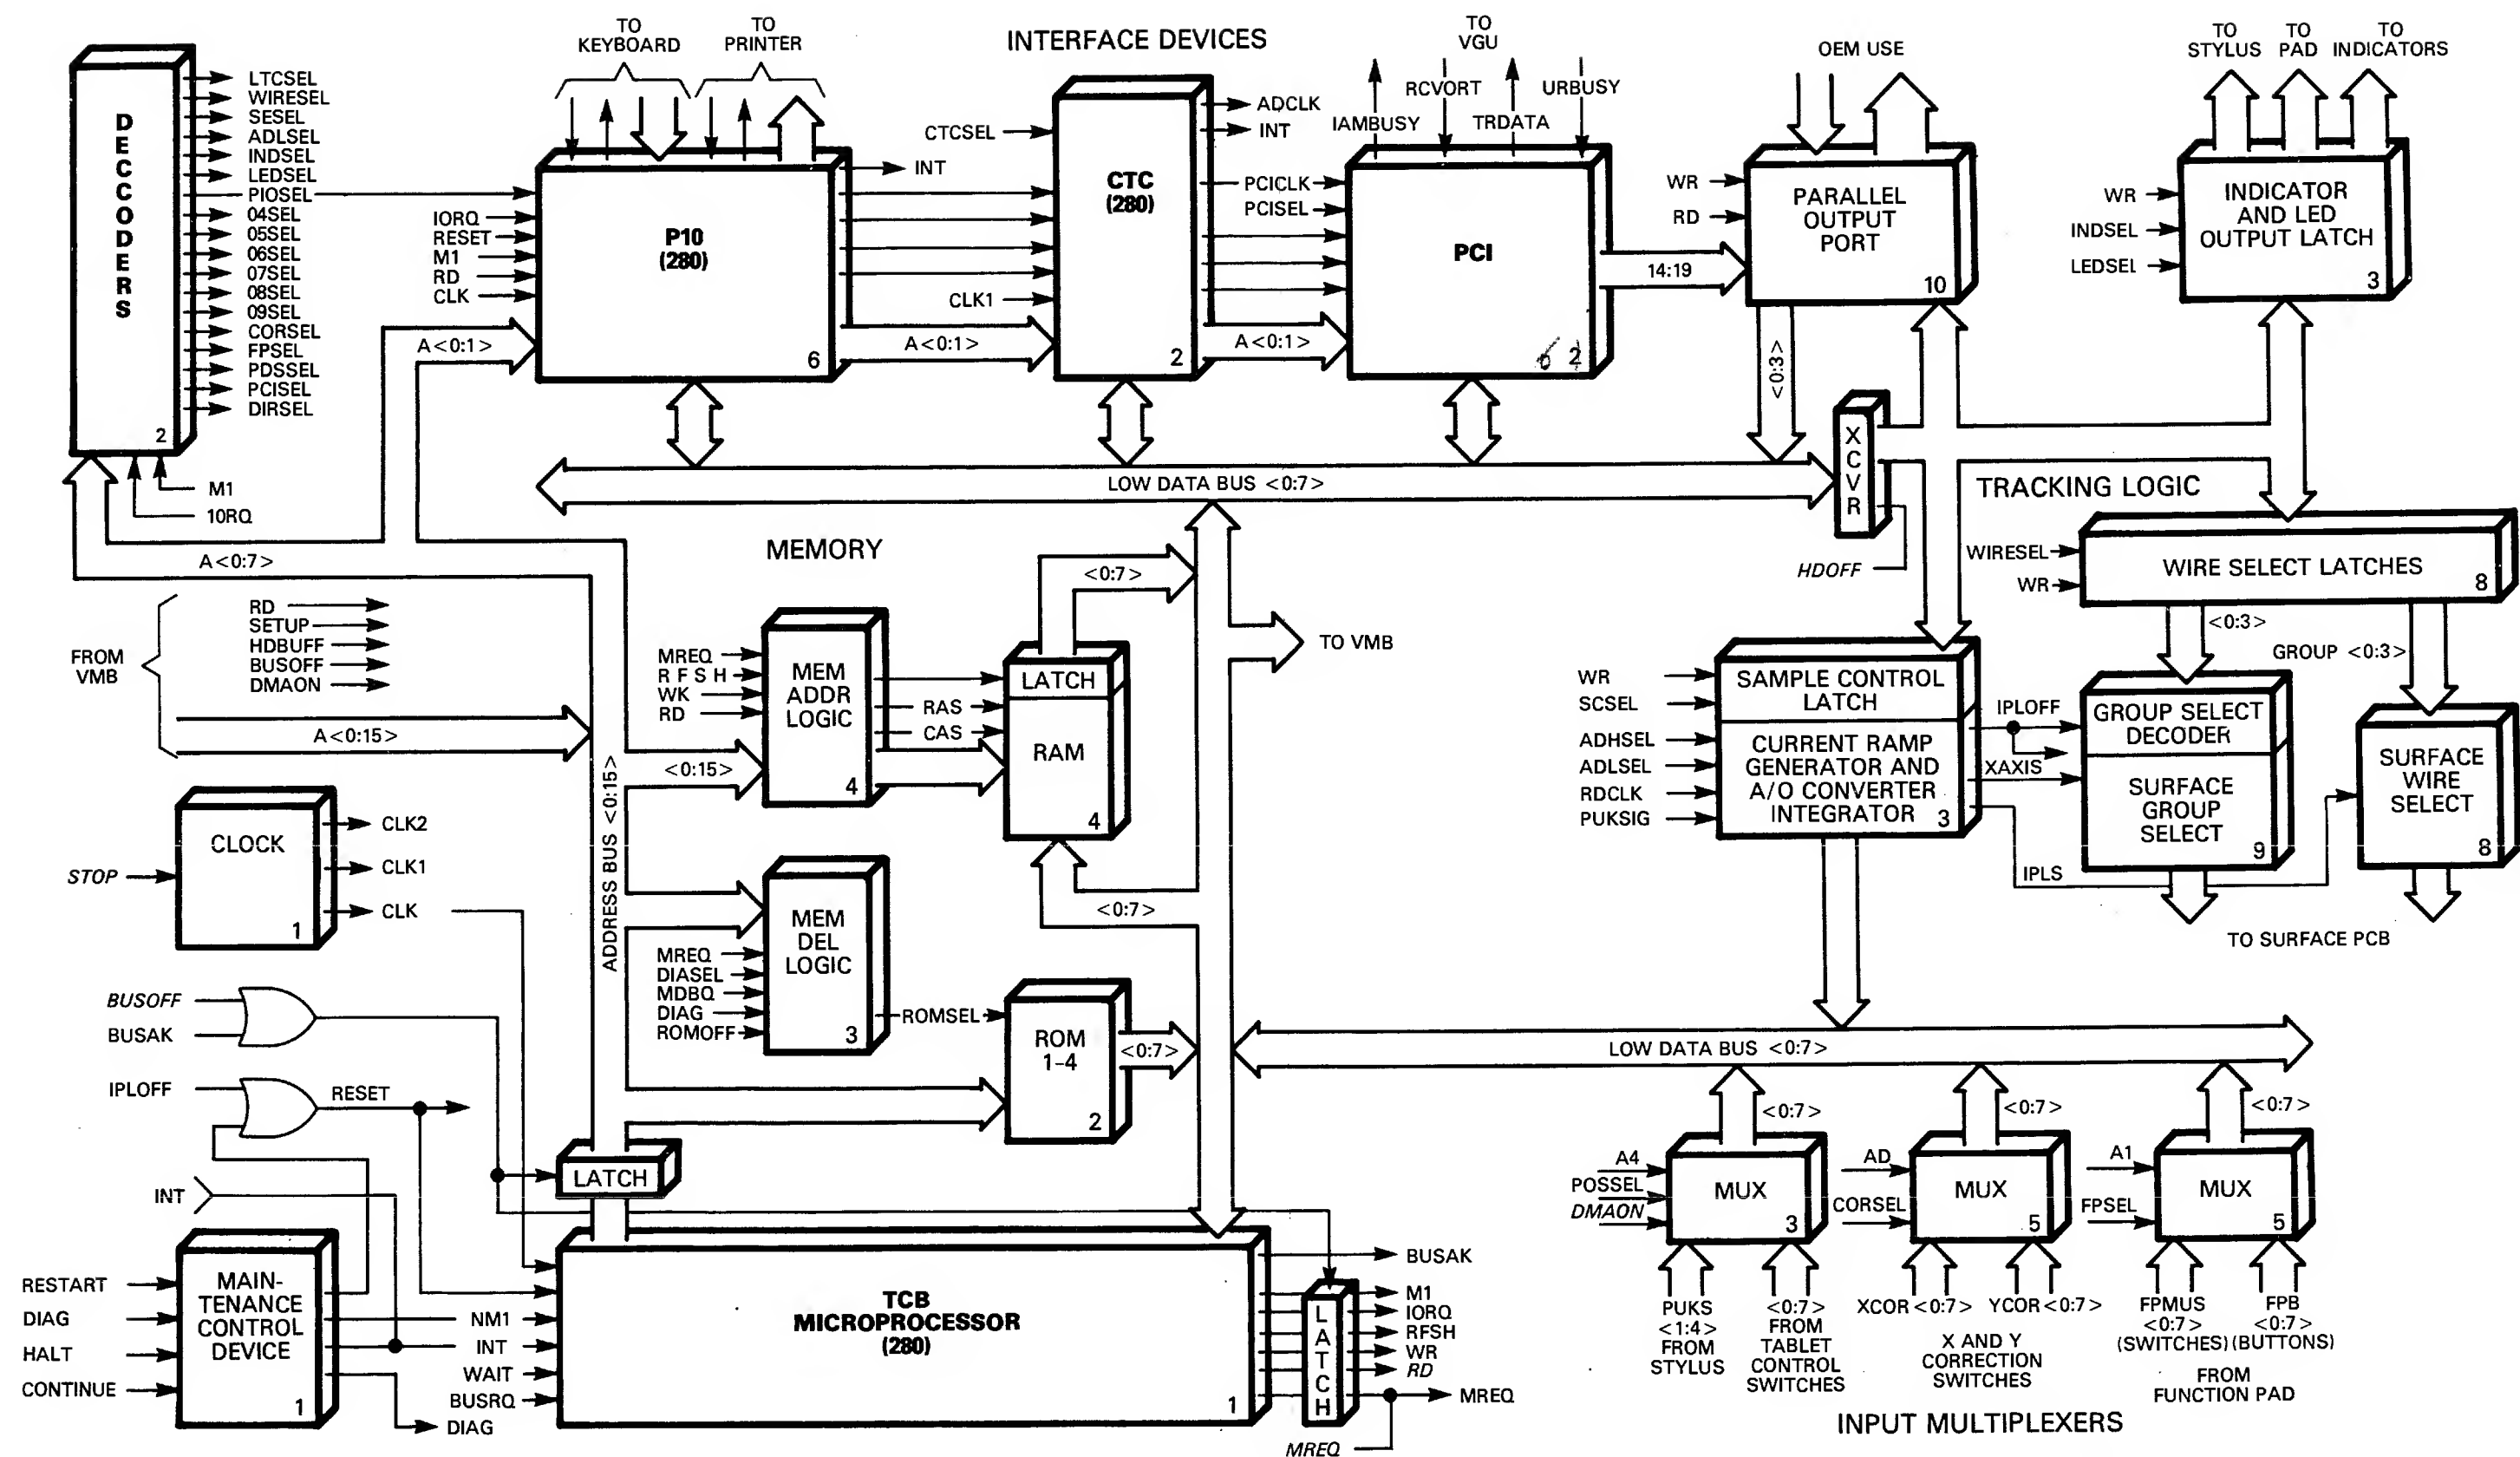 TO KEYBOARD
TO PRINTER
INTERFACE DEVICES
TO VGU
OEM USE
TO STYLUS
TO PAD
TO INDICATORS
DECCODERS
2
LTCSEL
WIRESEL
SESEL
ADLSEL
INDSEL
LEDSEL
PIOSEL
04SEL
05SEL
06SEL
07SEL
08SEL
09SEL
CORSEL
FPSEL
PDSSEL
PCISEL
DIRSEL
M1
10RQ
A<0:7>
IORQ
RESET
M1
RD
CLK
A<0:1>
P10
(280)
6
INT
A<0:1>
CTCSEL
CLK1
CTC
(280)
2
ADCLK
INT
PCICLK
PCISEL
A<0:1>
IAMBUSY
RCVORT
TRDATA
URBUSY
PCI
2
14:19
WR
RD
PARALLEL
OUTPUT
PORT
10
<0:3>
WR
INDSEL
LEDSEL
INDICATOR
AND LED
OUTPUT LATCH
3
XCVR
HDOFF
LOW DATA BUS <0:7>
TRACKING LOGIC
WIRESEL
WR
WIRE SELECT LATCHES
8
<0:3>
GROUP <0:3>
FROM
VMB
RD
SETUP
HDBUFF
BUSOFF
DMAON
A<0:15>
ADDRESS BUS <0:15>
MEMORY
MREQ
RFSH
WK
RD
<0:15>
MEM
ADDR
LOGIC
4
RAS
CAS
LATCH
RAM
4
<0:7>
<0:7>
TO VMB
WR
SCSEL
ADHSEL
ADLSEL
RDCLK
PUKSIG
SAMPLE CONTROL
LATCH
CURRENT RAMP
GENERATOR AND
A/O CONVERTER
INTEGRATOR
3
IPLOFF
XAXIS
IPLS
GROUP SELECT
DECODER
SURFACE
GROUP
SELECT
9
SURFACE
WIRE
SELECT
8
TO SURFACE PCB
STOP
CLOCK
1
CLK2
CLK1
CLK
MREQ
DIASEL
MDBQ
DIAG
ROMOFF
MEM
DEL
LOGIC
3
ROMSEL
ROM
1-4
2
<0:7>
LOW DATA BUS <0:7>
BUSOFF
BUSAK
IPLOFF
RESET
INT
LATCH
RESTART
DIAG
HALT
CONTINUE
MAIN-
TENANCE
CONTROL
DEVICE
1
DIAG
NM1
INT
WAIT
BUSRQ
TCB
MICROPROCESSOR
(280)
1
LATCH
BUSAK
M1
IORQ
RFSH
WR
RD
MREQ
MREQ
A4
POSSEL
DMAON
MUX
3
<0:7>
PUKS
<1:4>
FROM
STYLUS
<0:7>
FROM
TABLET
CONTROL
SWITCHES
AD
CORSEL
MUX
5
<0:7>
XCOR <0:7>
YCOR <0:7>
X AND Y
CORRECTION
SWITCHES
A1
FPSEL
MUX
5
<0:7>
FPMUS
<0:7>
(SWITCHES)
FPB
<0:7>
(BUTTONS)
FROM
FUNCTION PAD
INPUT MULTIPLEXERS